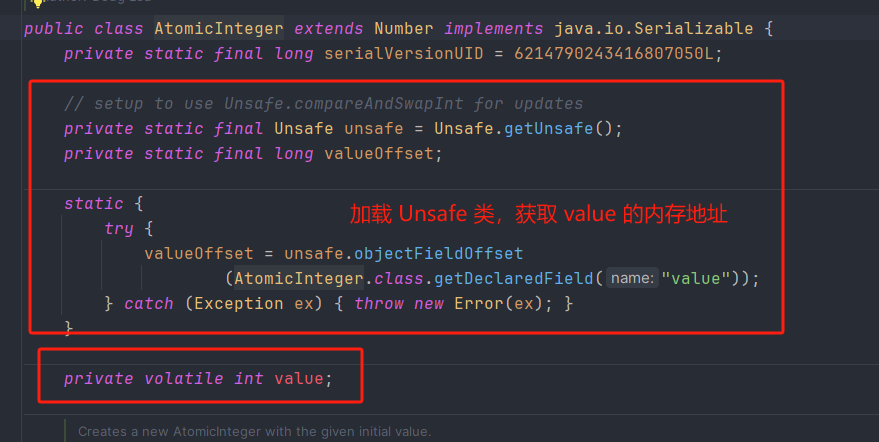 public class AtomicInteger extends Number implements java.io.Serializable {
private static final long serialVersionUID = 6214790243416807050L;
// setup to use Unsafe.compareAndSwapInt for updates
private static final Unsafe unsafe = Unsafe.getUnsafe();
private static final long valueOffset;
static {
加载 Unsafe 类，获取 value 的内存地址
try {
valueOffset = unsafe.objectFieldOffset
(AtomicInteger.class.getDeclaredField( name: "value"));
} catch (Exception ex) { throw new Error(ex); }
}
private volatile int value;
Creates a new AtomicInteger with the given initial value.